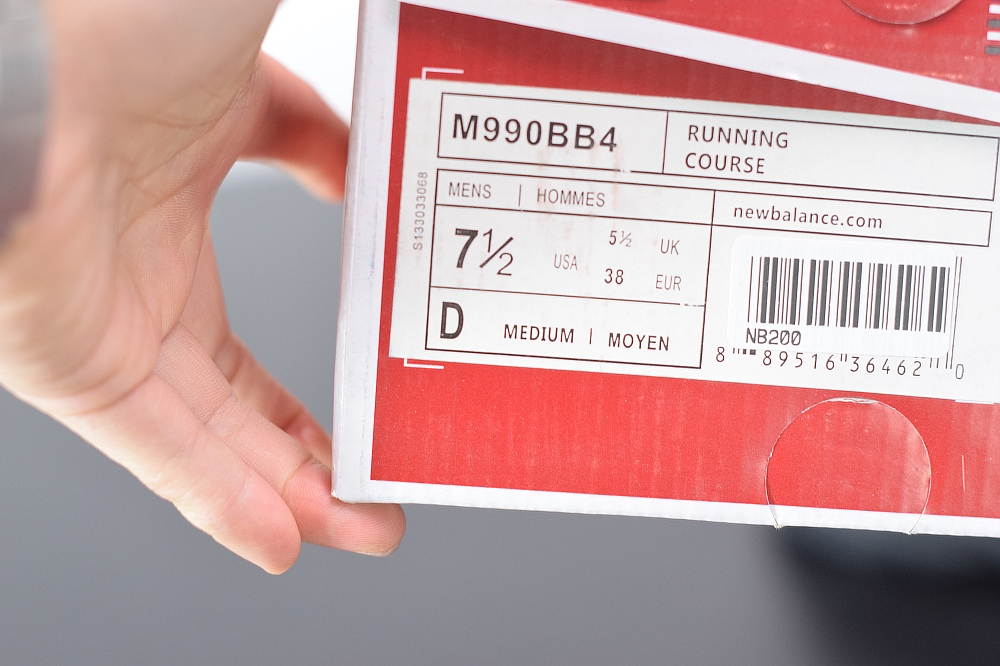 M990BB4
RUNNING
COURSE
S133033068
MENS | HOMMES
newbalance.com
7½ USA 5½ UK
38 EUR
NB200
D MEDIUM | MOYEN
8 89516 36462 0